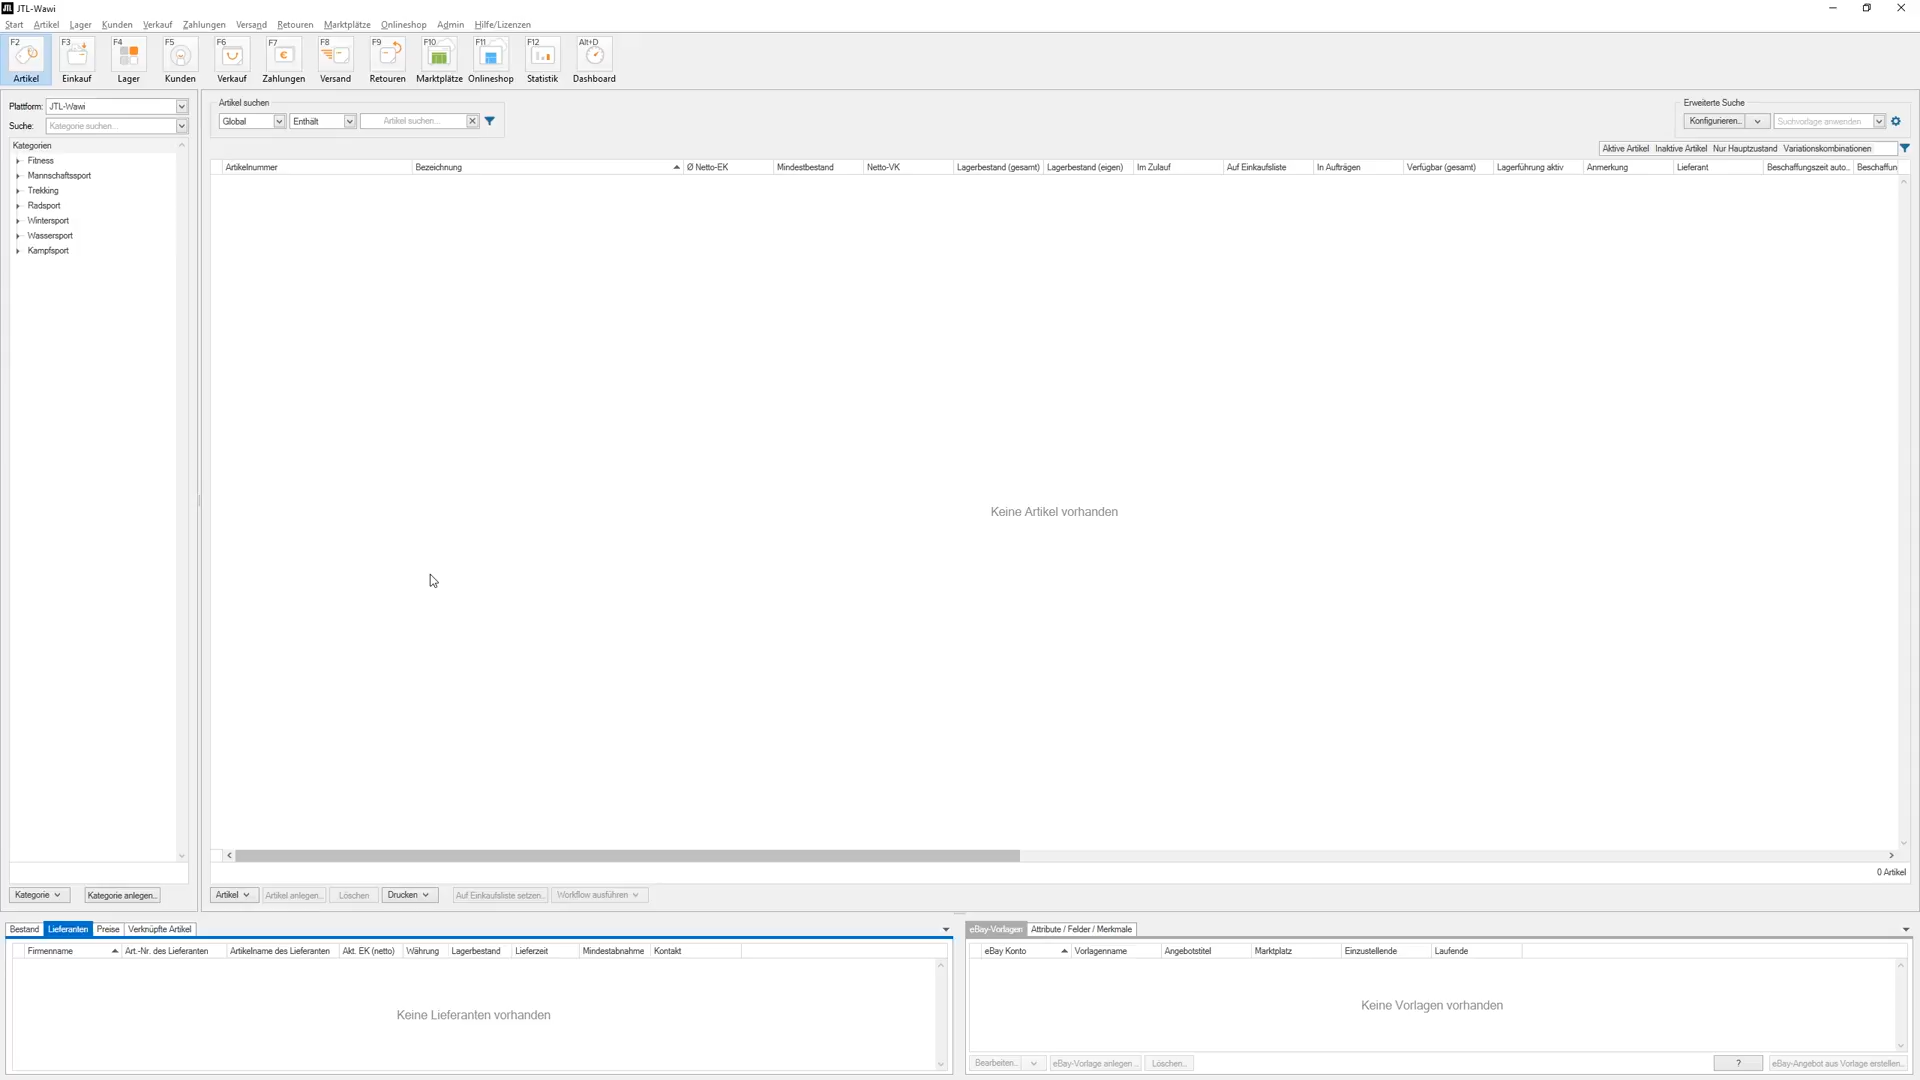 JTL JTL-Wawi
Start Artikel Lager Kunden Verkauf Zahlungen Versand Retouren Marktplätze Onlineshop Admin Hilfe/Lizenzen
F2 F3 F4 F5 F6 F7 F8 F9 F10 F11 F12 Alt+D
Artikel Einkauf Lager Kunden Verkauf Zahlungen Versand Retouren Marktplätze Onlineshop Statistik Dashboard
Plattform: JTL-Wawi
Suche: Kategorie suchen...
Kategorien
Fitness
Mannschaftssport
Trekking
Radsport
Wintersport
Wassersport
Kampfsport
Kategorie Kategorie anlegen...
Artikel suchen
Global Enthält Artikel suchen...
Erweiterte Suche
Konfigurieren... Suchvorlage anwenden
Aktive Artikel Inaktive Artikel Nur Hauptzustand Variationskombinationen
Artikelnummer Bezeichnung Ø Netto-EK Mindestbestand Netto-VK Lagerbestand (gesamt) Lagerbestand (eigen) Im Zulauf Auf Einkaufsliste In Aufträgen Verfügbar (gesamt) Lagerführung aktiv Anmerkung Lieferant Beschaffungszeit auto... Beschaffun
Keine Artikel vorhanden
0 Artikel
Artikel Artikel anlegen... Löschen Drucken Auf Einkaufsliste setzen... Workflow ausführen
Bestand Lieferanten Preise Verknüpfte Artikel
Firmenname Art.-Nr. des Lieferanten Artikelname des Lieferanten Akt. EK (netto) Währung Lagerbestand Lieferzeit Mindestabnahme Kontakt
Keine Lieferanten vorhanden
eBay-Vorlagen Attribute / Felder / Merkmale
eBay Konto Vorlagenname Angebotstitel Marktplatz Einzustellende Laufende
Keine Vorlagen vorhanden
Bearbeiten... eBay-Vorlage anlegen... Löschen... ? eBay-Angebot aus Vorlage erstellen...